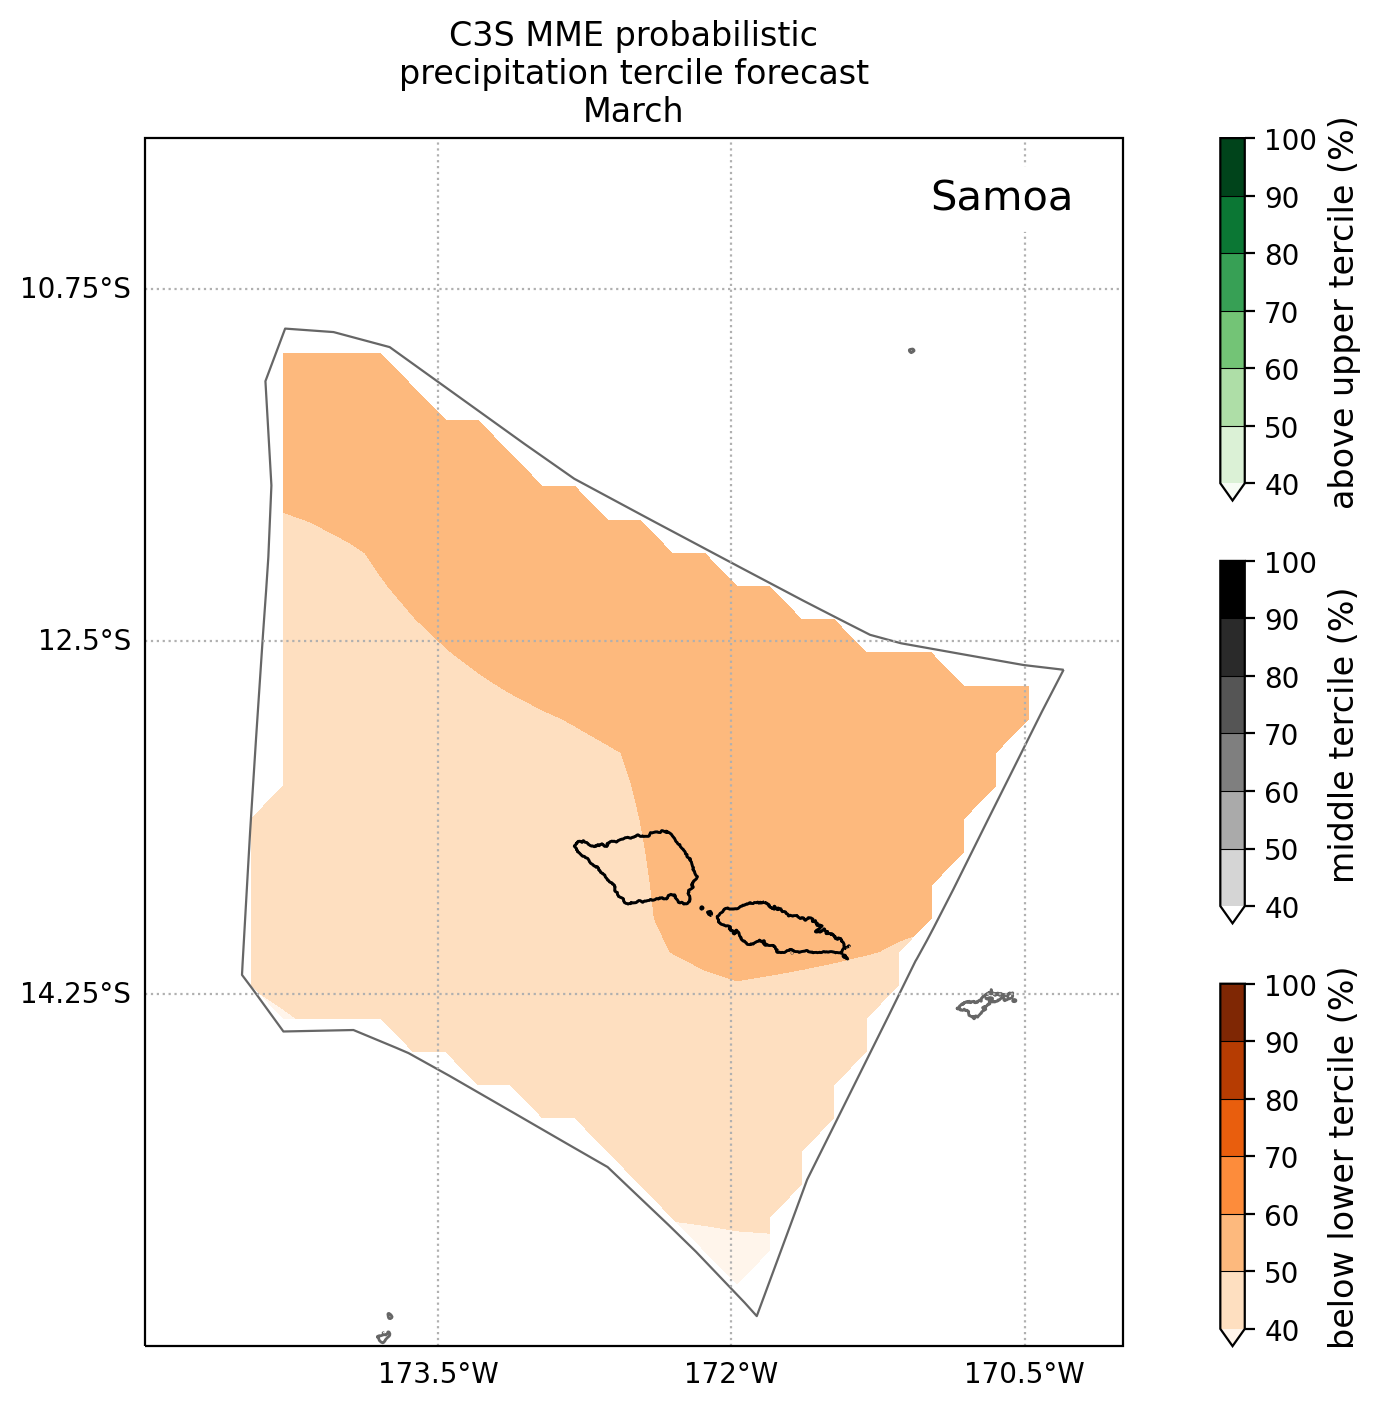 C3S MME probabilistic
precipitation tercile forecast
March
Samoa
10.75°S
12.5°S
14.25°S
173.5°W
172°W
170.5°W
100
90
80
70
60
50
40
above upper tercile (%)
100
90
80
70
60
50
40
middle tercile (%)
100
90
80
70
60
50
40
below lower tercile (%)